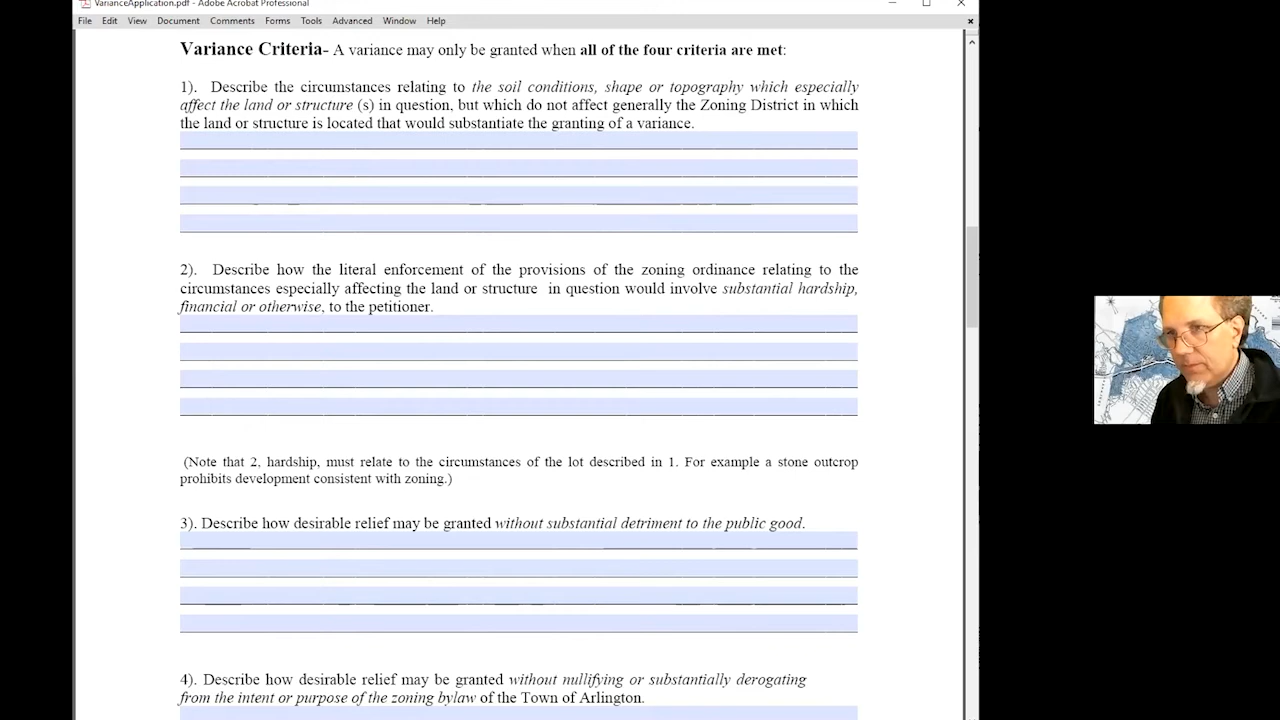 VarianceApplication.pdf - Adobe Acrobat Professional
File Edit View Document Comments Forms Tools Advanced Window Help
Variance Criteria- A variance may only be granted when all of the four criteria are met:
1). Describe the circumstances relating to the soil conditions, shape or topography which especially
affect the land or structure (s) in question, but which do not affect generally the Zoning District in which
the land or structure is located that would substantiate the granting of a variance.
2). Describe how the literal enforcement of the provisions of the zoning ordinance relating to the
circumstances especially affecting the land or structure in question would involve substantial hardship,
financial or otherwise, to the petitioner.
(Note that 2, hardship, must relate to the circumstances of the lot described in 1. For example a stone outcrop
prohibits development consistent with zoning.)
3). Describe how desirable relief may be granted without substantial detriment to the public good.
4). Describe how desirable relief may be granted without nullifying or substantially derogating
from the intent or purpose of the zoning bylaw of the Town of Arlington.